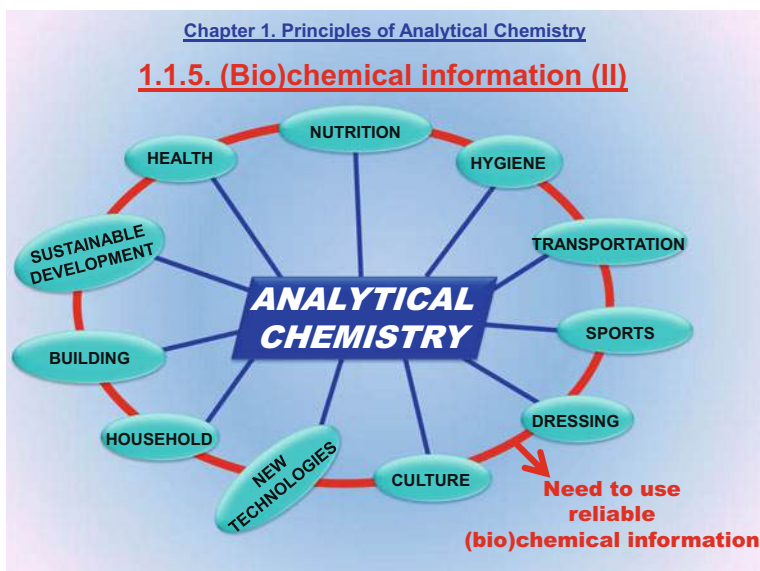 Chapter 1. Principles of Analytical Chemistry
1.1.5. (Bio)chemical information (II)
NUTRITION
HEALTH
HYGIENE
SUSTAINABLE
DEVELOPMENT
TRANSPORTATION
ANALYTICAL
CHEMISTRY
SPORTS
BUILDING
DRESSING
HOUSEHOLD
NEW
TECHNOLOGIES
CULTURE
Need to use
reliable
(bio)chemical information